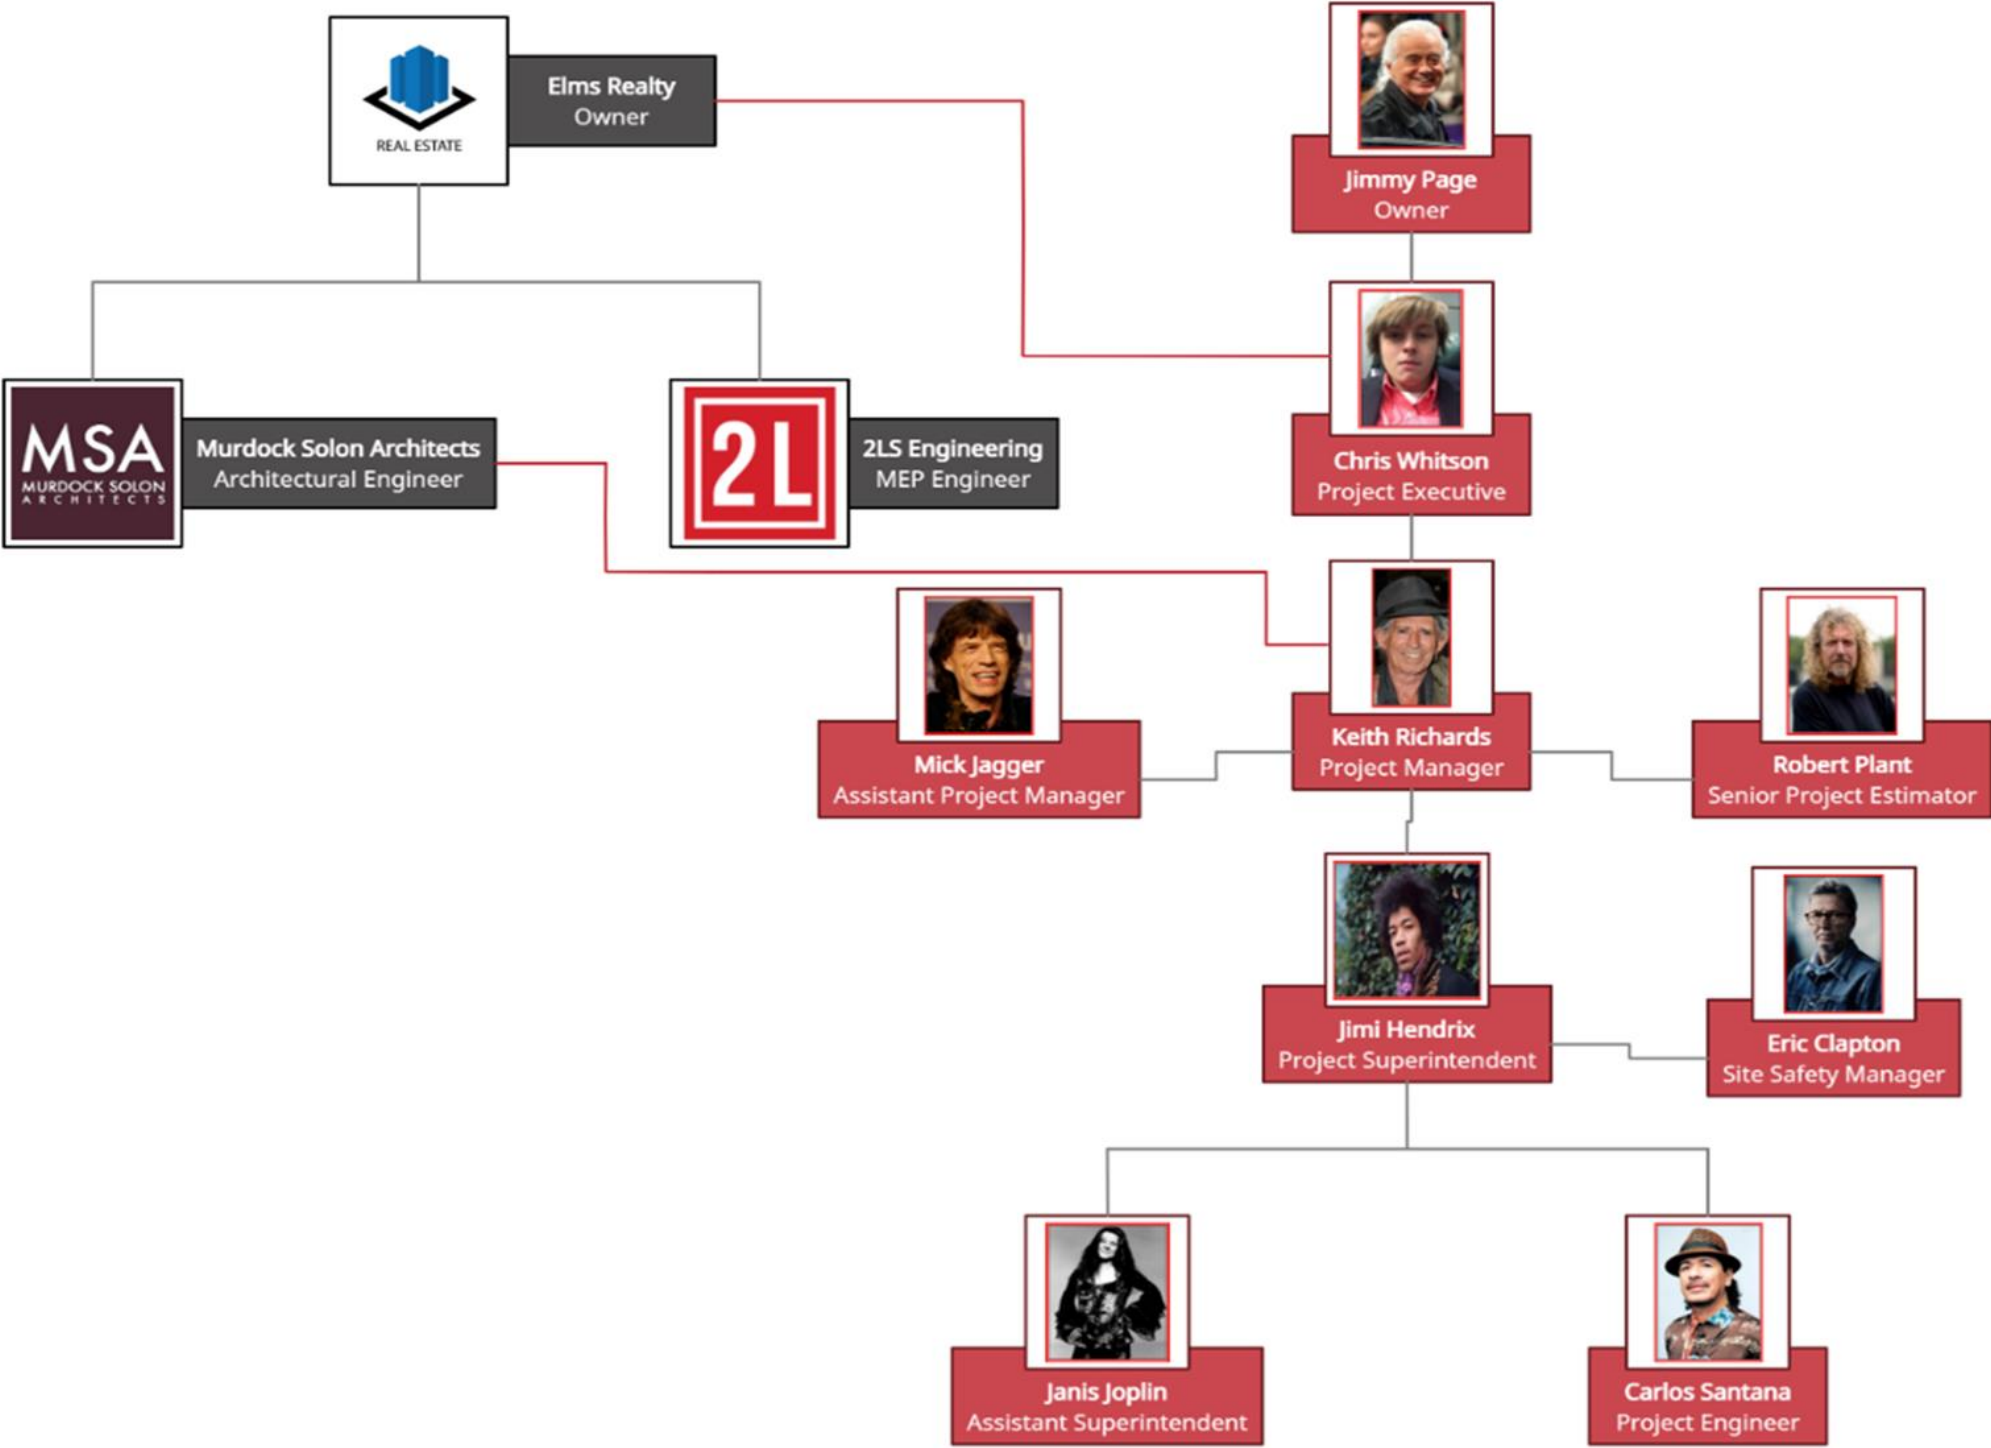 REAL ESTATE
Elms Realty
Owner
Jimmy Page
Owner
Chris Whitson
Project Executive
MSA
MURDOCK SOLON
ARCHITECTS
Murdock Solon Architects
Architectural Engineer
2L
2LS Engineering
MEP Engineer
Mick Jagger
Assistant Project Manager
Keith Richards
Project Manager
Robert Plant
Senior Project Estimator
Jimi Hendrix
Project Superintendent
Eric Clapton
Site Safety Manager
Janis Joplin
Assistant Superintendent
Carlos Santana
Project Engineer